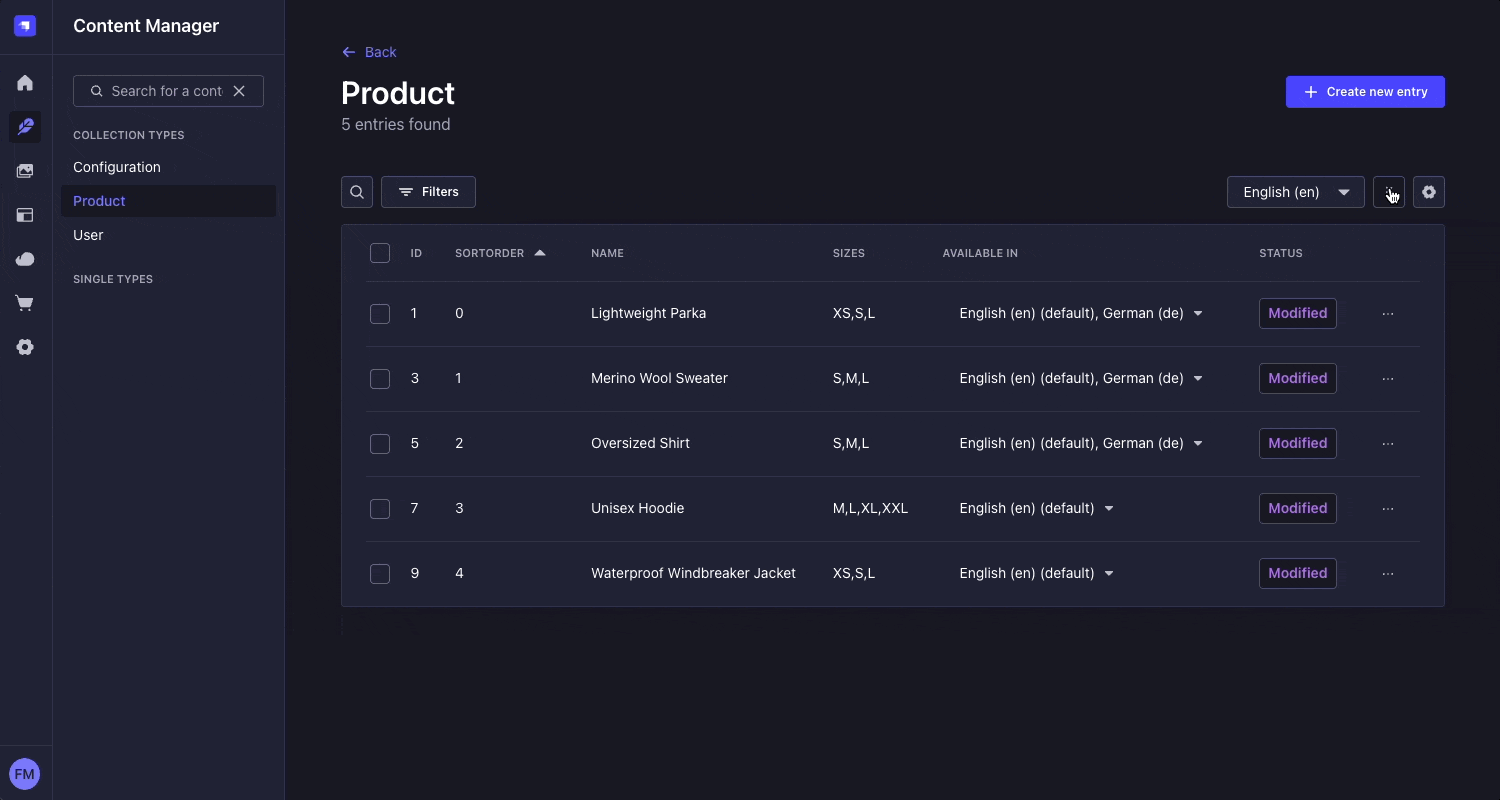 Content Manager
Search for a cont
COLLECTION TYPES
Configuration
Product
User
SINGLE TYPES
FM
Back
Product
5 entries found
Create new entry
Filters
English (en)
ID SORTORDER NAME SIZES AVAILABLE IN STATUS
1 0 Lightweight Parka XS,S,L English (en) (default), German (de) Modified
3 1 Merino Wool Sweater S,M,L English (en) (default), German (de) Modified
5 2 Oversized Shirt S,M,L English (en) (default), German (de) Modified
7 3 Unisex Hoodie M,L,XL,XXL English (en) (default) Modified
9 4 Waterproof Windbreaker Jacket XS,S,L English (en) (default) Modified